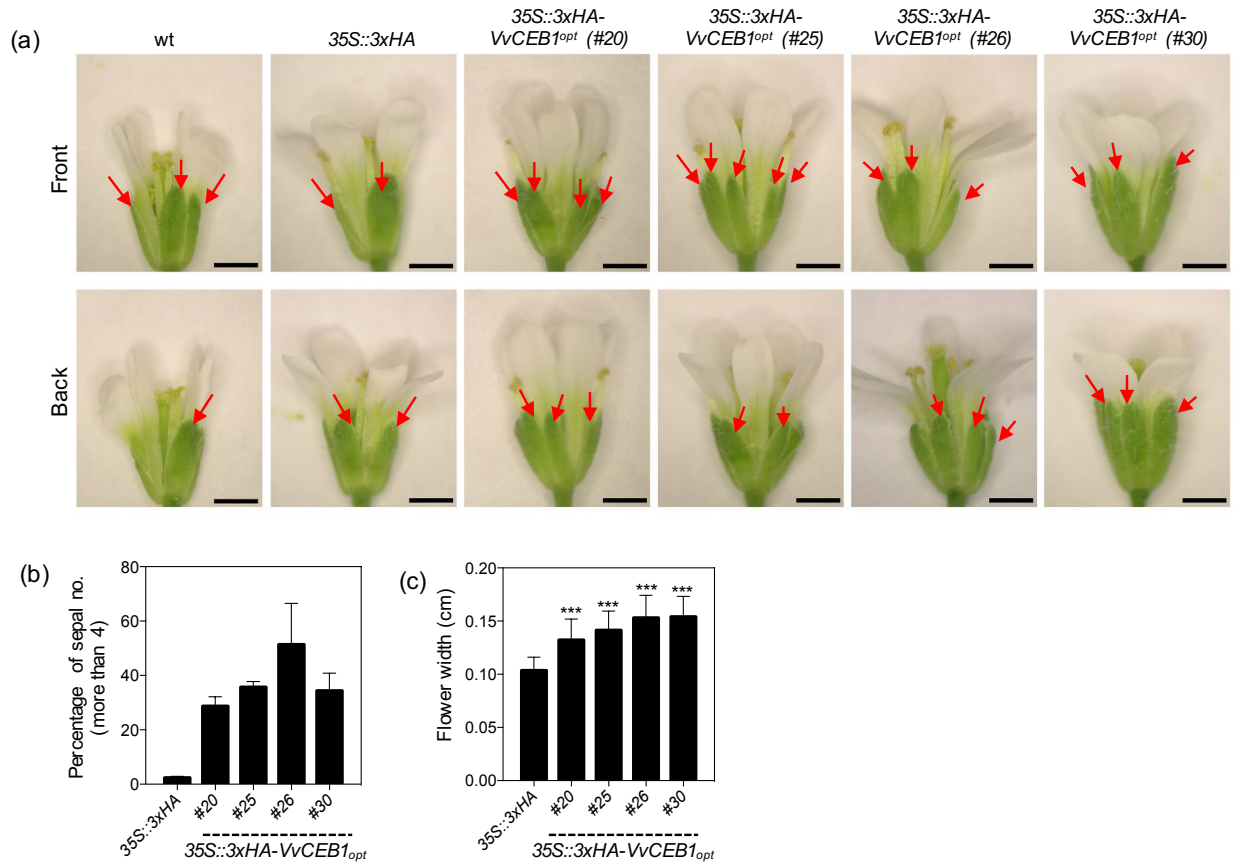 (a)
wt
35S::3xHA
35S::3xHA-
VvCEB1opt (#20)
35S::3xHA-
VvCEB1opt (#25)
35S::3xHA-
VvCEB1opt (#26)
35S::3xHA-
VvCEB1opt (#30)
Front
Back
(b)
Percentage of sepal no.
(more than 4)
80
60
40
20
0
35S::3xHA
#20
#25
#26
#30
35S::3xHA-VvCEB1opt
(c)
Flower width (cm)
0.20
0.15
0.10
0.05
0.00
***
***
***
***
35S::3xHA
#20
#25
#26
#30
35S::3xHA-VvCEB1opt